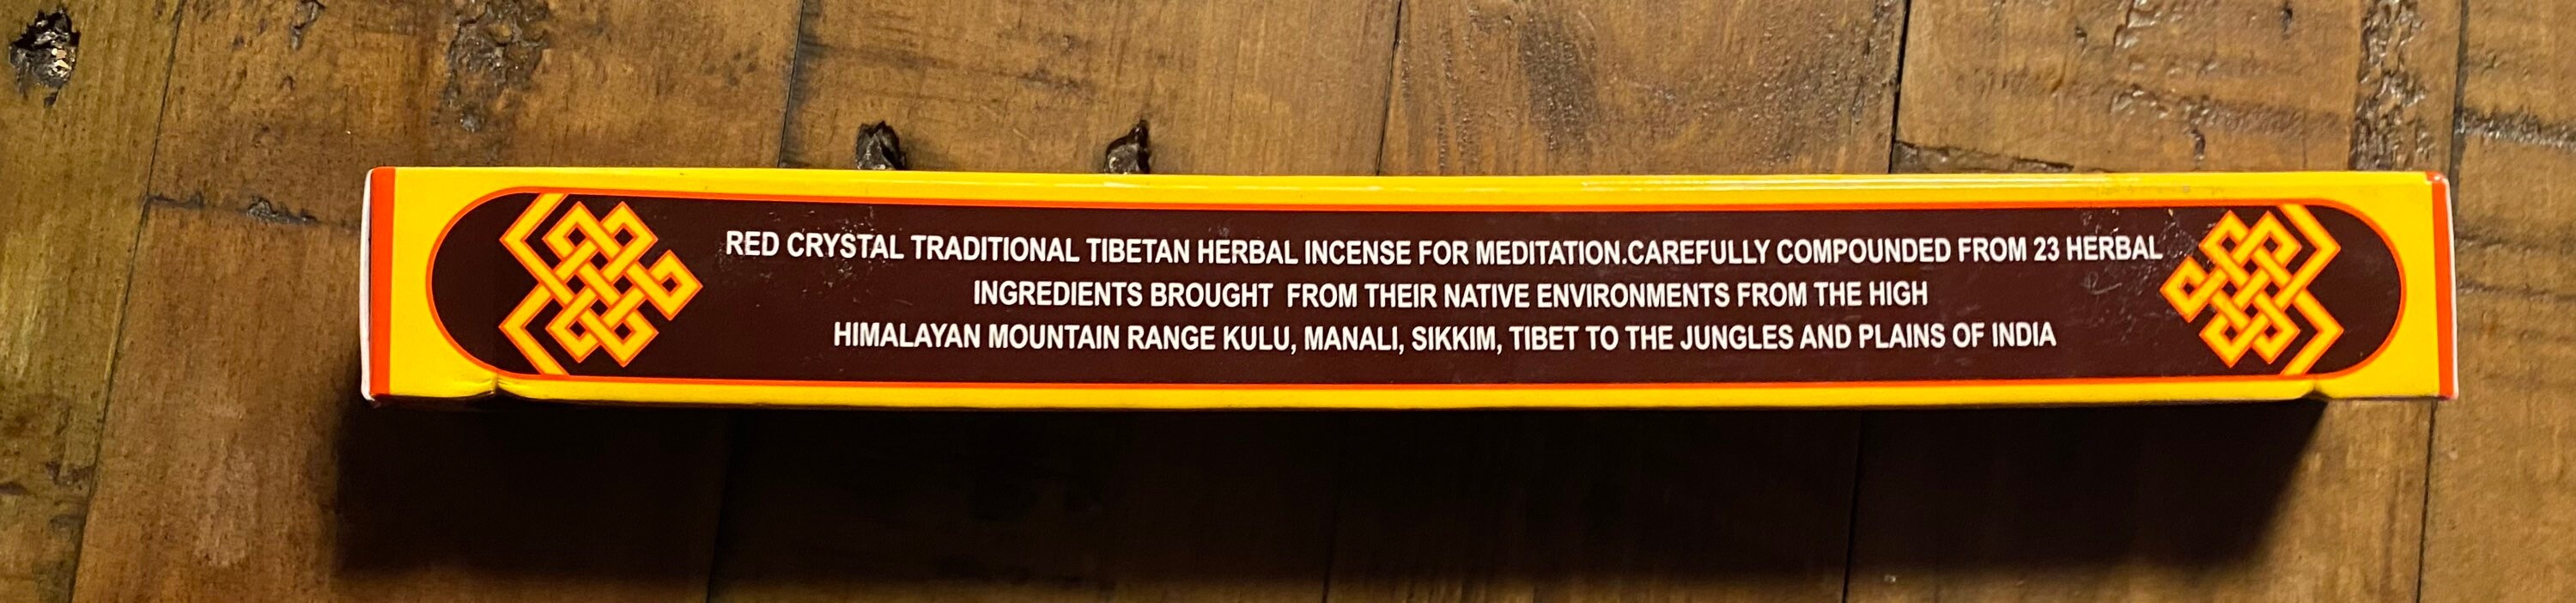 RED CRYSTAL TRADITIONAL TIBETAN HERBAL INCENSE FOR MEDITATION.CAREFULLY COMPOUNDED FROM 23 HERBAL
INGREDIENTS BROUGHT  FROM THEIR NATIVE ENVIRONMENTS FROM THE HIGH
HIMALAYAN MOUNTAIN RANGE KULU, MANALI, SIKKIM, TIBET TO THE JUNGLES AND PLAINS OF INDIA